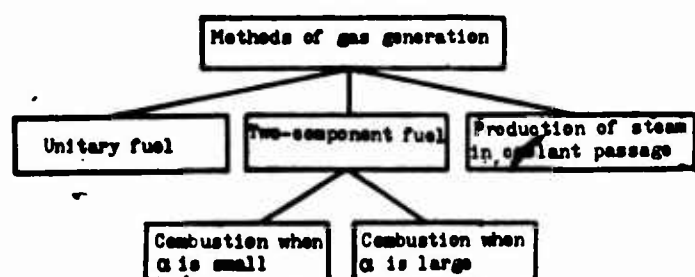 Methods of gas generation
Unitary fuel
Two-component fuel
Production of steam
in coolant passage
Combustion when
α is small
Combustion when
α is large